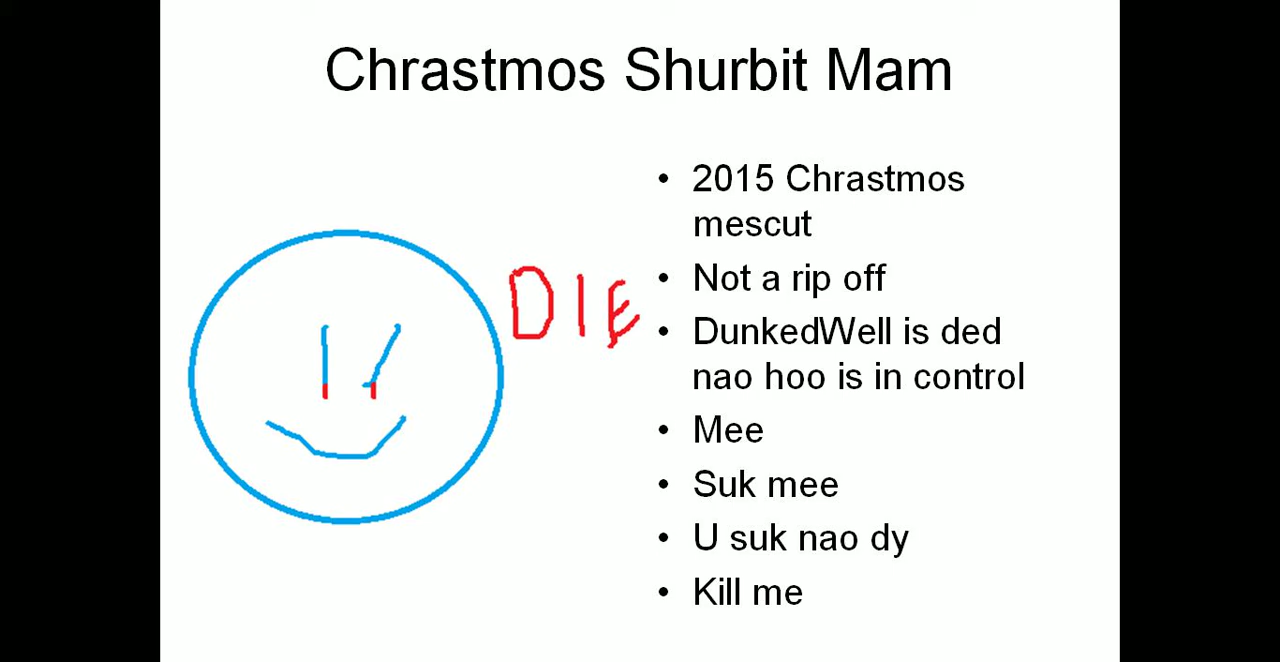 Chrastmos Shurbit Mam
DIE
• 2015 Chrastmos
mescut
• Not a rip off
• DunkedWell is ded
nao hoo is in control
• Mee
• Suk mee
• U suk nao dy
• Kill me